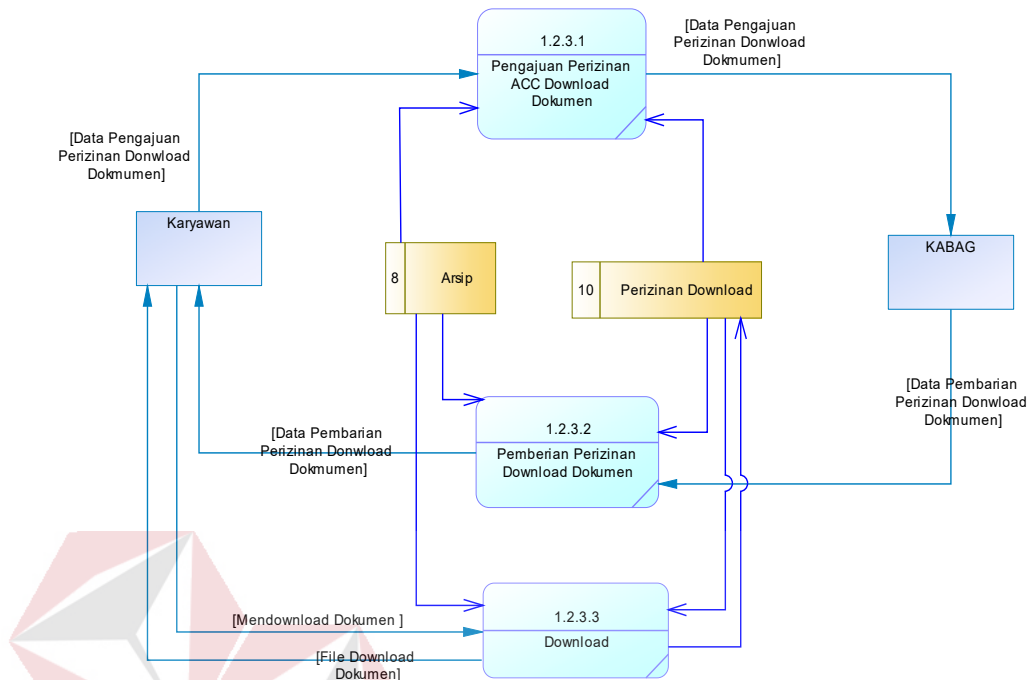 1.2.3.1
Pengajuan Perizinan
ACC Download
Dokumen
[Data Pengajuan
Perizinan Donwload
Dokmumen]
[Data Pengajuan
Perizinan Donwload
Dokmumen]
Karyawan
8 Arsip
10 Perizinan Download
KABAG
1.2.3.2
Pemberian Perizinan
Download Dokumen
[Data Pembarian
Perizinan Donwload
Dokmumen]
[Data Pembarian
Perizinan Donwload
Dokmumen]
1.2.3.3
Download
[Mendownload Dokumen ]
[File Download
Dokumen]